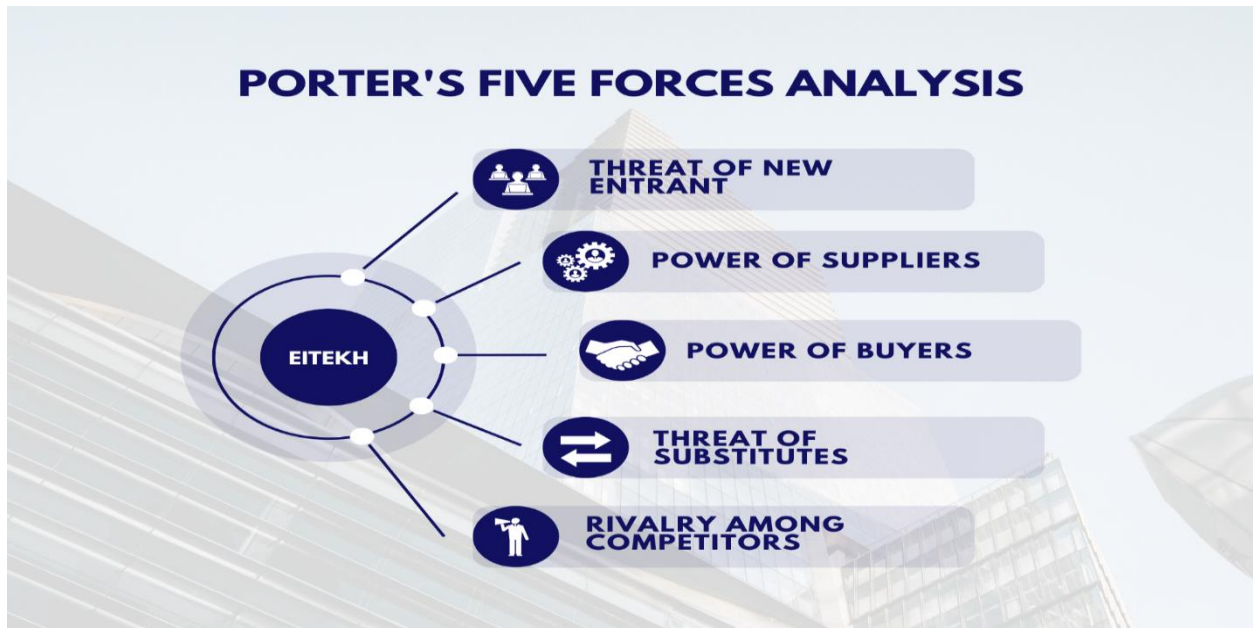 PORTER'S FIVE FORCES ANALYSIS
THREAT OF NEW
ENTRANT
POWER OF SUPPLIERS
EITEKH
POWER OF BUYERS
THREAT OF
SUBSTITUTES
RIVALRY AMONG
COMPETITORS